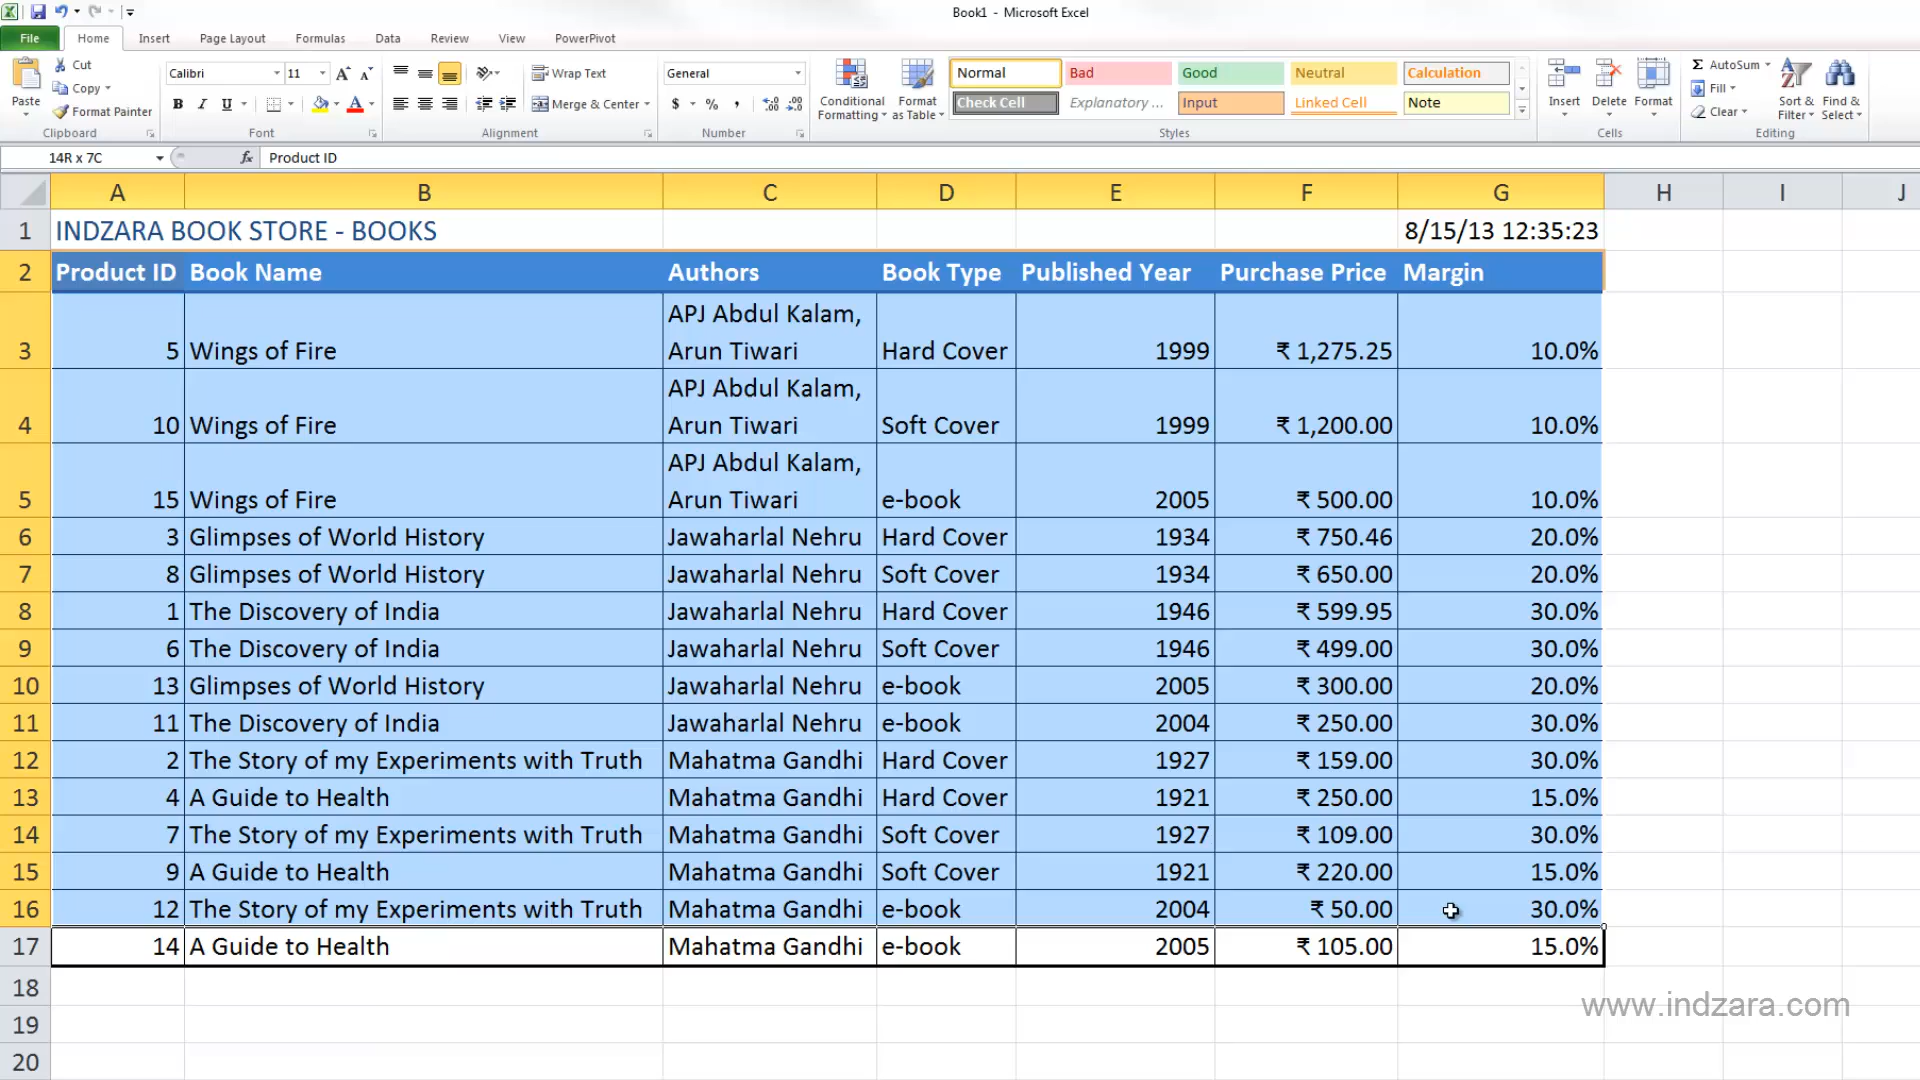 Book1 - Microsoft Excel
File Home Insert Page Layout Formulas Data Review View PowerPivot
Cut
Copy
Format Painter
Paste
Clipboard
Calibri 11
B I U
Font
Wrap Text
Merge & Center
Alignment
General
$ % ,
Number
Conditional Formatting
Format as Table
Normal Bad Good Neutral Calculation
Check Cell Explanatory ... Input Linked Cell Note
Styles
Insert Delete Format
Cells
Σ AutoSum
Fill
Clear
Sort & Filter
Find & Select
Editing
14R x 7C fx Product ID
A B C D E F G H I J
1 INDZARA BOOK STORE - BOOKS 8/15/13 12:35:23
2 Product ID Book Name Authors Book Type Published Year Purchase Price Margin
3 5 Wings of Fire APJ Abdul Kalam, Arun Tiwari Hard Cover 1999 ₹ 1,275.25 10.0%
4 10 Wings of Fire APJ Abdul Kalam, Arun Tiwari Soft Cover 1999 ₹ 1,200.00 10.0%
5 15 Wings of Fire APJ Abdul Kalam, Arun Tiwari e-book 2005 ₹ 500.00 10.0%
6 3 Glimpses of World History Jawaharlal Nehru Hard Cover 1934 ₹ 750.46 20.0%
7 8 Glimpses of World History Jawaharlal Nehru Soft Cover 1934 ₹ 650.00 20.0%
8 1 The Discovery of India Jawaharlal Nehru Hard Cover 1946 ₹ 599.95 30.0%
9 6 The Discovery of India Jawaharlal Nehru Soft Cover 1946 ₹ 499.00 30.0%
10 13 Glimpses of World History Jawaharlal Nehru e-book 2005 ₹ 300.00 20.0%
11 11 The Discovery of India Jawaharlal Nehru e-book 2004 ₹ 250.00 30.0%
12 2 The Story of my Experiments with Truth Mahatma Gandhi Hard Cover 1927 ₹ 159.00 30.0%
13 4 A Guide to Health Mahatma Gandhi Hard Cover 1921 ₹ 250.00 15.0%
14 7 The Story of my Experiments with Truth Mahatma Gandhi Soft Cover 1927 ₹ 109.00 30.0%
15 9 A Guide to Health Mahatma Gandhi Soft Cover 1921 ₹ 220.00 15.0%
16 12 The Story of my Experiments with Truth Mahatma Gandhi e-book 2004 ₹ 50.00 30.0%
17 14 A Guide to Health Mahatma Gandhi e-book 2005 ₹ 105.00 15.0%
18
19
20
www.indzara.com